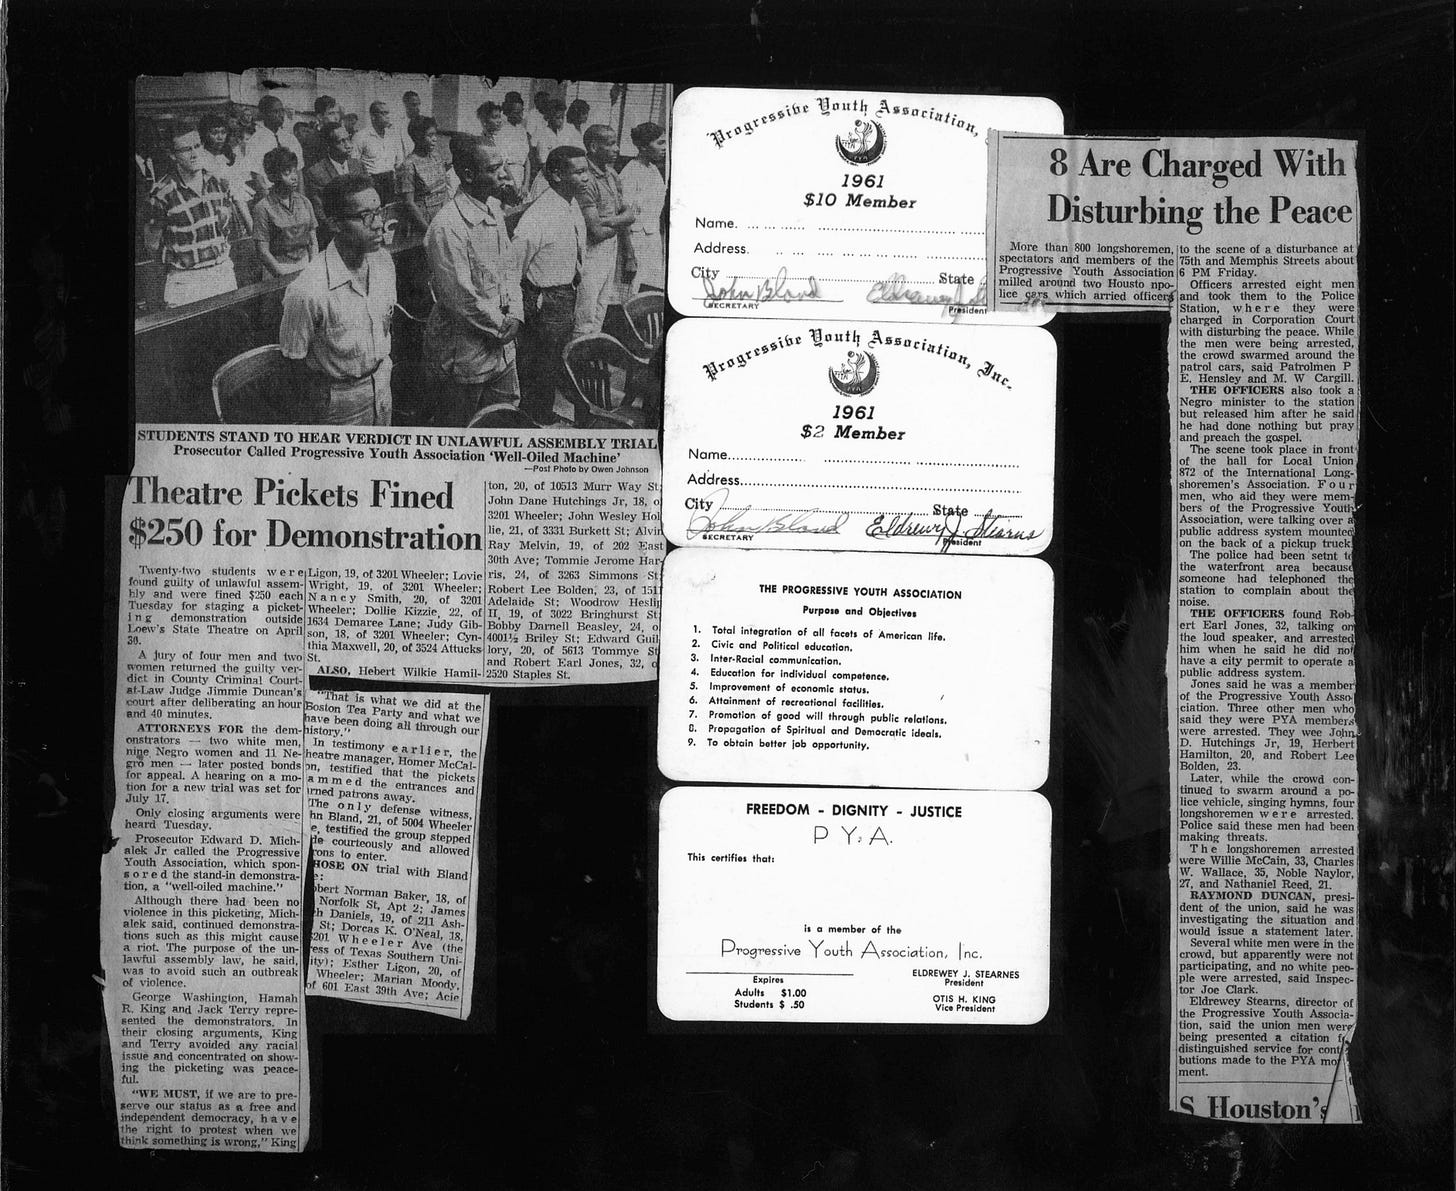 STUDENTS STAND TO HEAR VERDICT IN UNLAWFUL ASSEMBLY TRIAL
Prosecutor Called Progressive Youth Association 'Well-Oiled Machine'
—Post Photo by Owen Johnson
Theatre Pickets Fined
$250 for Demonstration
Twenty-two students were
found guilty of unlawful assem-
bly and were fined $250 each
Tuesday for staging a picket-
ing demonstration outside
Loew's State Theatre on April
30.
A jury of four men and two
women returned the guilty ver-
dict in County Criminal Court-
at-Law Judge Jimmie Duncan's
court after deliberating an hour
and 40 minutes.
ATTORNEYS FOR the dem-
onstrators — two white men,
nine Negro women and 11 Ne-
gro men — later posted bonds
for appeal. A hearing on a mo-
tion for a new trial was set for
July 17.
Only closing arguments were
heard Tuesday.
Prosecutor Edward D. Mich-
alek Jr called the Progressive
Youth Association, which spon-
sored the stand-in demonstra-
tion, a "well-oiled machine."
Although there had been no
violence in this picketing, Mich-
alek said, continued demonstra-
tions such as this might cause
a riot. The purpose of the un-
lawful assembly law, he said,
was to avoid such an outbreak
of violence.
George Washington, Hamah
R. King and Jack Terry repre-
sented the demonstrators. In
their closing arguments, King
and Terry avoided any racial
issue and concentrated on show-
ing the picketing was peace-
ful.
"WE MUST, if we are to pre-
serve our status as a free and
independent democracy, have
the right to protest when we
think something is wrong," King
"That is what we did at the
Boston Tea Party and what we
have been doing all through our
history."
In testimony earlier, the
heatre manager, Homer McCal-
on, testified that the pickets
ammed the entrances and
urned patrons away.
The only defense witness,
hn Bland, 21, of 5004 Wheeler
e, testified the group stepped
de courteously and allowed
rons to enter.
HOSE ON trial with Bland
e:
obert Norman Baker, 18, of
Norfolk St, Apt 2; James
h Daniels, 19, of 211 Ash-
St; Dorcas K. O'Neal, 18,
201 Wheeler Ave (the
ress of Texas Southern Uni-
ity); Esther Ligon, 20, of
Wheeler; Marian Moody,
of 601 East 39th Ave; Acie
Ligon, 19, of 3201 Wheeler; Lovie
Wright, 19, of 3201 Wheeler;
Nancy Smith, 20, of 3201
Wheeler; Dollie Kizzie, 22, of
1634 Demaree Lane; Judy Gib-
son, 18, of 3201 Wheeler; Cyn-
thia Maxwell, 20, of 3524 Attucks
St.
ALSO, Hebert Wilkie Hamil-
ton, 20, of 10513 Murr Way St;
John Dane Hutchings Jr, 18, o
3201 Wheeler; John Wesley Hol
lie, 21, of 3331 Burkett St; Alvin
Ray Melvin, 19, of 202 East
30th Ave; Tommie Jerome Har-
ris, 24, of 3263 Simmons St
Robert Lee Bolden, 23, of 1511
Adelaide St; Woodrow Heslip
II, 19, of 3022 Bringhurst St
Bobby Darnell Beasley, 24, o
4001½ Briley St; Edward Guil
lory, 20, of 5613 Tommye St
and Robert Earl Jones, 32, o
2520 Staples St.
Progressive Youth Association,
PYA
1961
$10 Member
Name
Address
City State
John Bland Eldrewy J. St
SECRETARY President
Progressive Youth Association, Inc.
PYA
1961
$2 Member
Name
Address
City State
John Bland Eldrewy J. Stearns
SECRETARY President
THE PROGRESSIVE YOUTH ASSOCIATION
Purpose and Objectives
1. Total integration of all facets of American life.
2. Civic and Political education.
3. Inter-Racial communication.
4. Education for individual competence.
5. Improvement of economic status.
6. Attainment of recreational facilities.
7. Promotion of good will through public relations.
8. Propagation of Spiritual and Democratic ideals.
9. To obtain better job opportunity.
FREEDOM - DIGNITY - JUSTICE
P.Y.A.
This certifies that:
is a member of the
Progressive Youth Association, Inc.
Expires
Adults $1.00
Students $ .50
ELDREWEY J. STEARNES
President
OTIS H. KING
Vice President
8 Are Charged With
Disturbing the Peace
More than 800 longshoremen,
spectators and members of the
Progressive Youth Association
milled around two Housto npo-
lice cars which arried officers
to the scene of a disturbance at
75th and Memphis Streets about
6 PM Friday.
Officers arrested eight men
and took them to the Police
Station, where they were
charged in Corporation Court
with disturbing the peace. While
the men were being arrested,
the crowd swarmed around the
patrol cars, said Patrolmen P
E. Hensley and M. W Cargill.
THE OFFICERS also took a
Negro minister to the station
but released him after he said
he had done nothing but pray
and preach the gospel.
The scene took place in front
of the hall for Local Union
872 of the International Long-
shoremen's Association. Four
men, who aid they were mem-
bers of the Progressive Youth
Association, were talking over a
public address system mounted
on the back of a pickup truck.
The police had been setnt to
the waterfront area because
someone had telephoned the
station to complain about the
noise.
THE OFFICERS found Rob-
ert Earl Jones, 32, talking on
the loud speaker, and arrested
him when he said he did not
have a city permit to operate a
public address system.
Jones said he was a member
of the Progressive Youth Asso-
ciation. Three other men who
said they were PYA members
were arrested. They wee John
D. Hutchings Jr, 19, Herbert
Hamilton, 20, and Robert Lee
Bolden, 23.
Later, while the crowd con-
tinued to swarm around a po-
lice vehicle, singing hymns, four
longshoremen were arrested.
Police said these men had been
making threats.
The longshoremen arrested
were Willie McCain, 33, Charles
W. Wallace, 35, Noble Naylor,
27, and Nathaniel Reed, 21.
RAYMOND DUNCAN, presi-
dent of the union, said he was
investigating the situation and
would issue a statement later.
Several white men were in the
crowd, but apparently were not
participating, and no white peo-
ple were arrested, said Inspec-
tor Joe Clark.
Eldrewey Stearns, director of
the Progressive Youth Associa-
tion, said the union men were
being presented a citation f
distinguished service for cont
butions made to the PYA mo
ment.
S Houston's